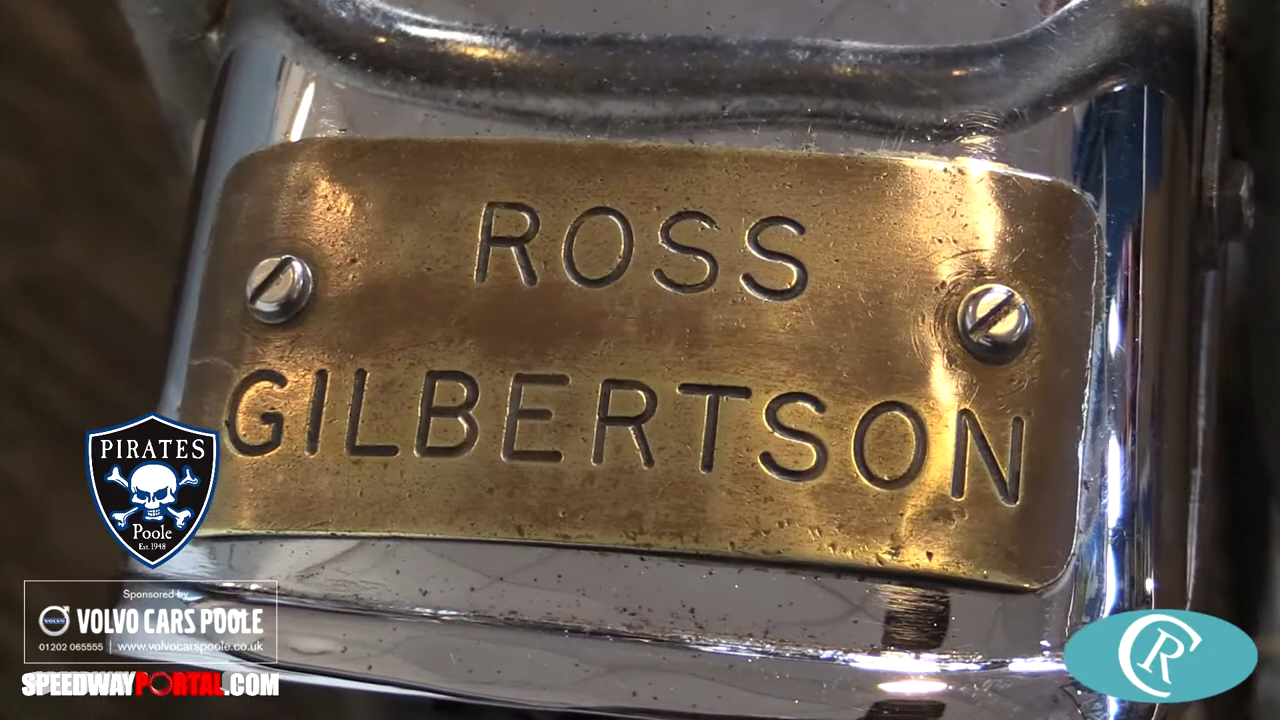 ROSS
GILBERTSON
PIRATES
Poole
Est. 1948
Sponsored by
VOLVO
VOLVO CARS POOLE
01202 065555 | www.volvocarspoole.co.uk
SPEEDWAYPORTAL.COM
CR